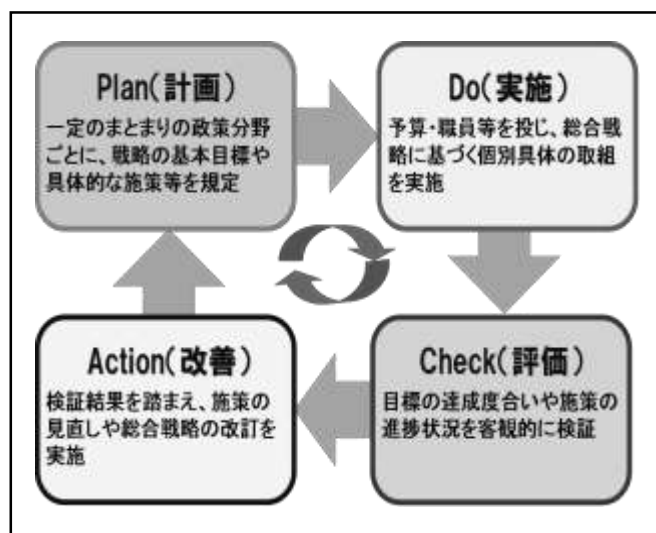 Plan(計画)
一定のまとまりの政策分野
ごとに、戦略の基本目標や
具体的な施策等を規定
Do(実施)
予算・職員等を投じ、総合戦
略に基づく個別具体の取組
を実施
Check(評価)
目標の達成度合いや施策の
進捗状況を客観的に検証
Action(改善)
検証結果を踏まえ、施策の
見直しや総合戦略の改訂を
実施